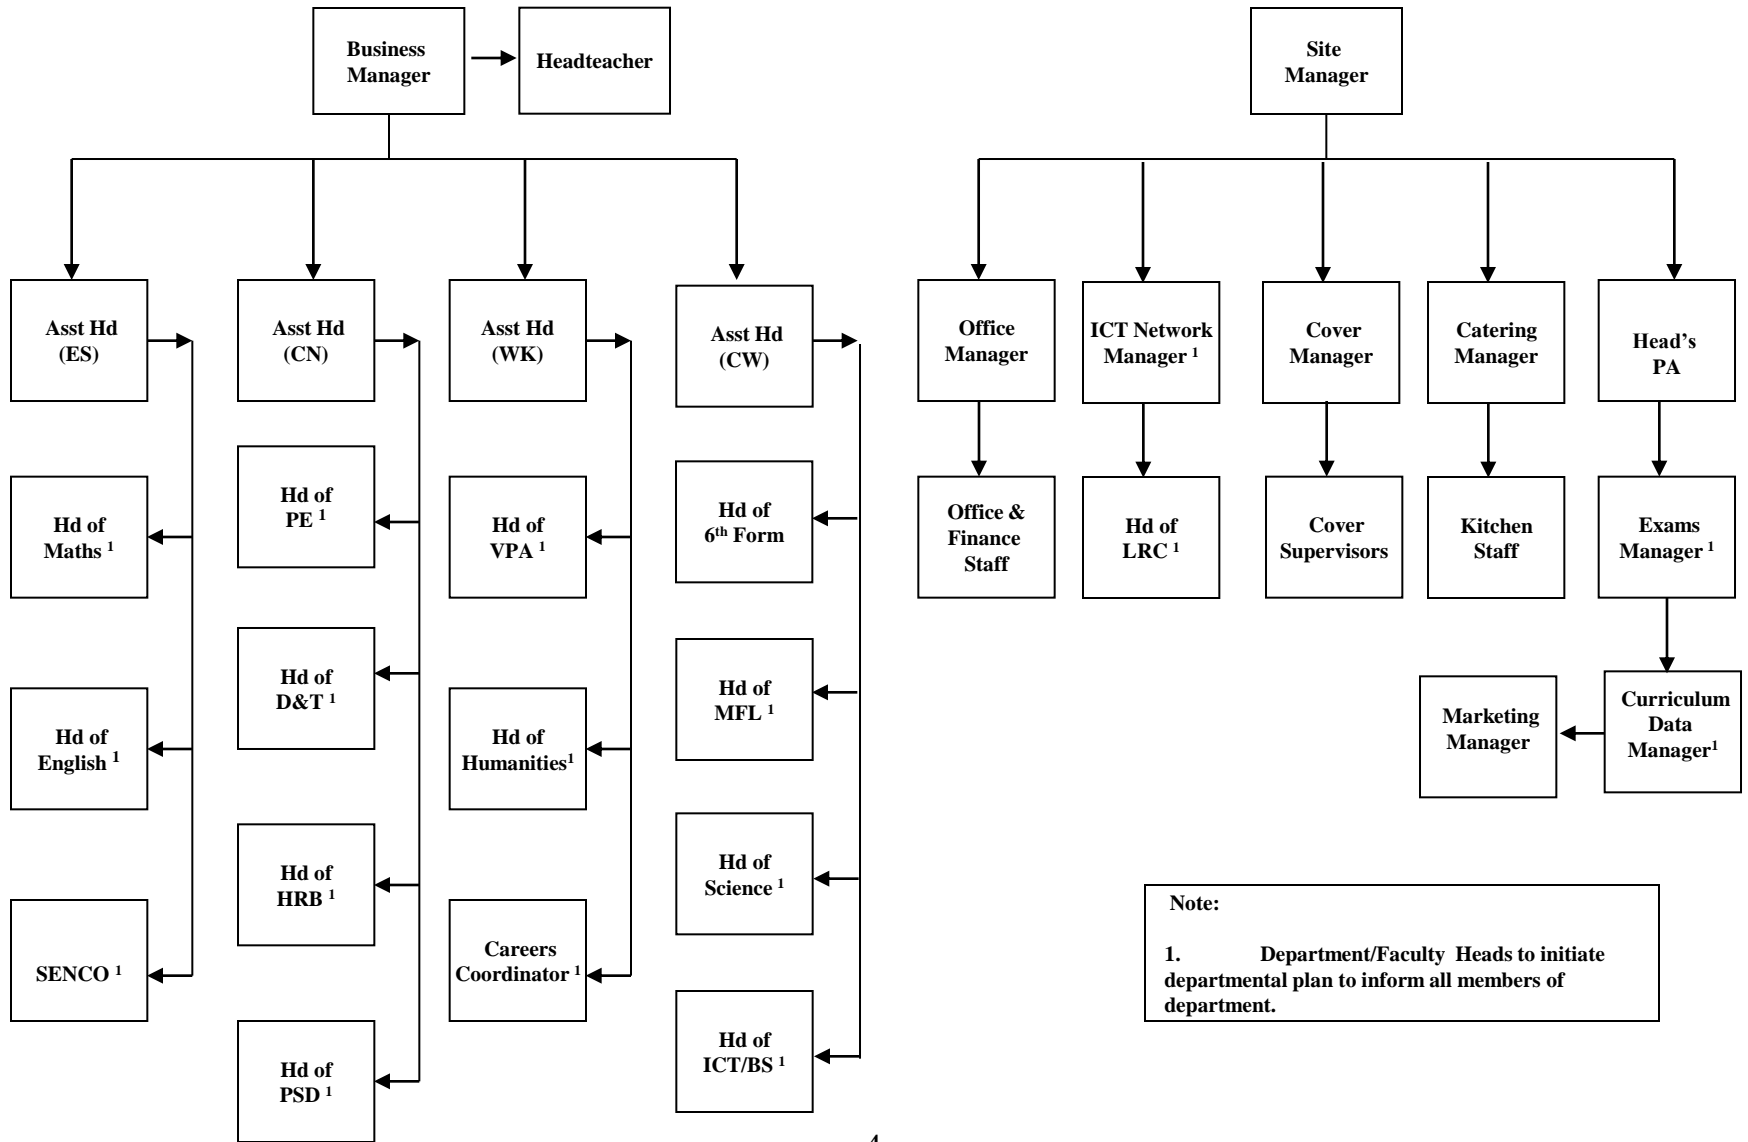 Business
Manager
Headteacher
Site
Manager
Asst Hd
(ES)
Asst Hd
(CN)
Asst Hd
(WK)
Asst Hd
(CW)
Office
Manager
ICT Network
Manager ¹
Cover
Manager
Catering
Manager
Head’s
PA
Hd of
Maths ¹
Hd of
PE ¹
Hd of
VPA ¹
Hd of
6th Form
Office &
Finance
Staff
Hd of
LRC ¹
Cover
Supervisors
Kitchen
Staff
Exams
Manager ¹
Hd of
English ¹
Hd of
D&T ¹
Hd of
Humanities¹
Hd of
MFL ¹
Marketing
Manager
Curriculum
Data
Manager¹
SENCO ¹
Hd of
HRB ¹
Careers
Coordinator ¹
Hd of
Science ¹
Hd of
PSD ¹
Hd of
ICT/BS ¹
Note:
1. Department/Faculty Heads to initiate
departmental plan to inform all members of
department.
4